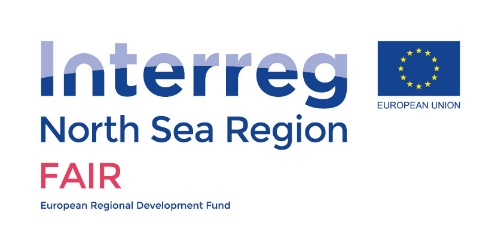 Interreg
EUROPEAN UNION
North Sea Region
FAIR
European Regional Development Fund